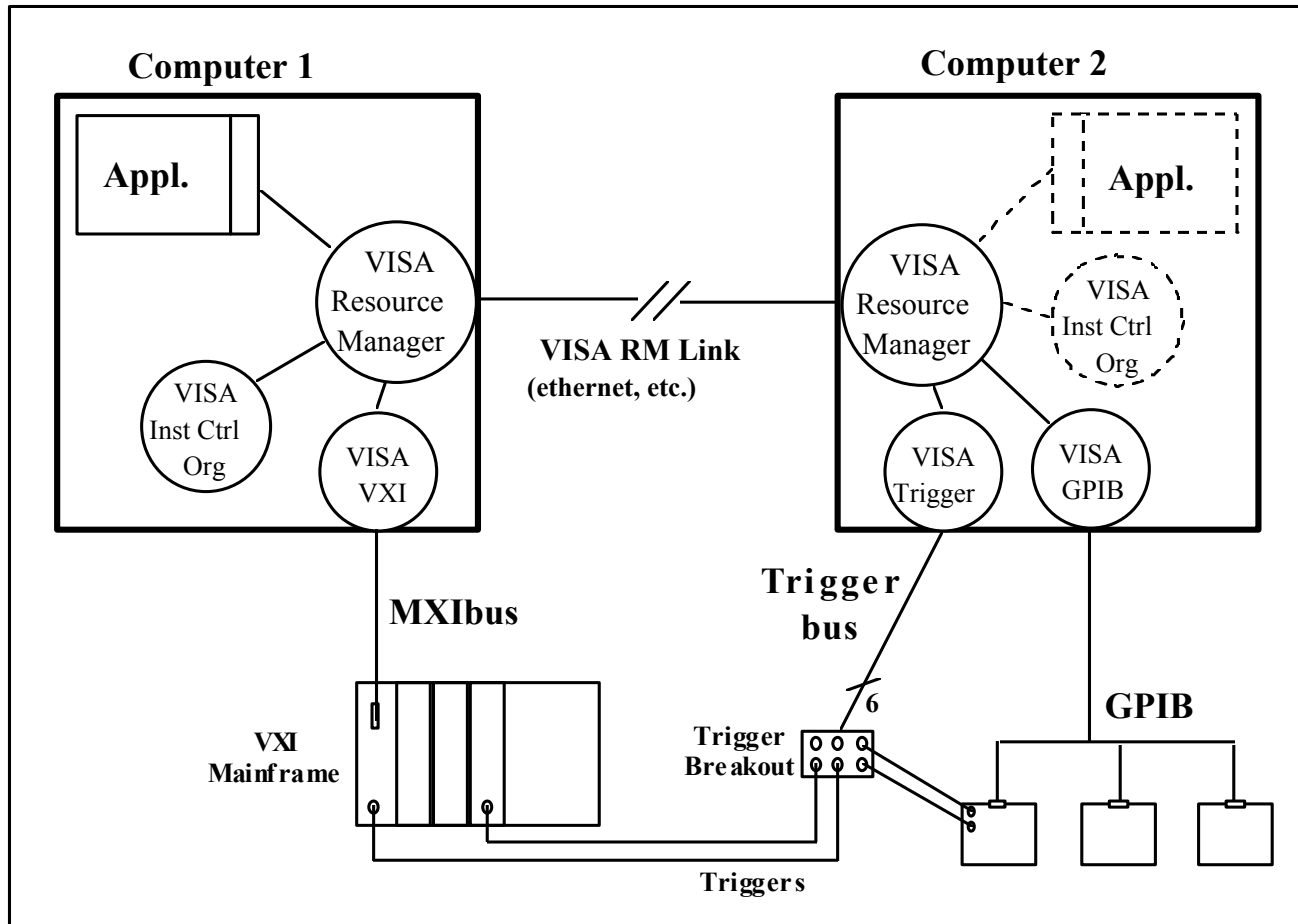 Computer 1
Appl.
VISA
Resource
Manager
VISA
Inst Ctrl
Org
VISA
VXI
VISA RM Link
(ethernet, etc.)
Computer 2
Appl.
VISA
Resource
Manager
VISA
Inst Ctrl
Org
VISA
Trigger
VISA
GPIB
MXIbus
Trigger
bus
6
GPIB
VXI
Mainframe
Trigger
Breakout
Triggers